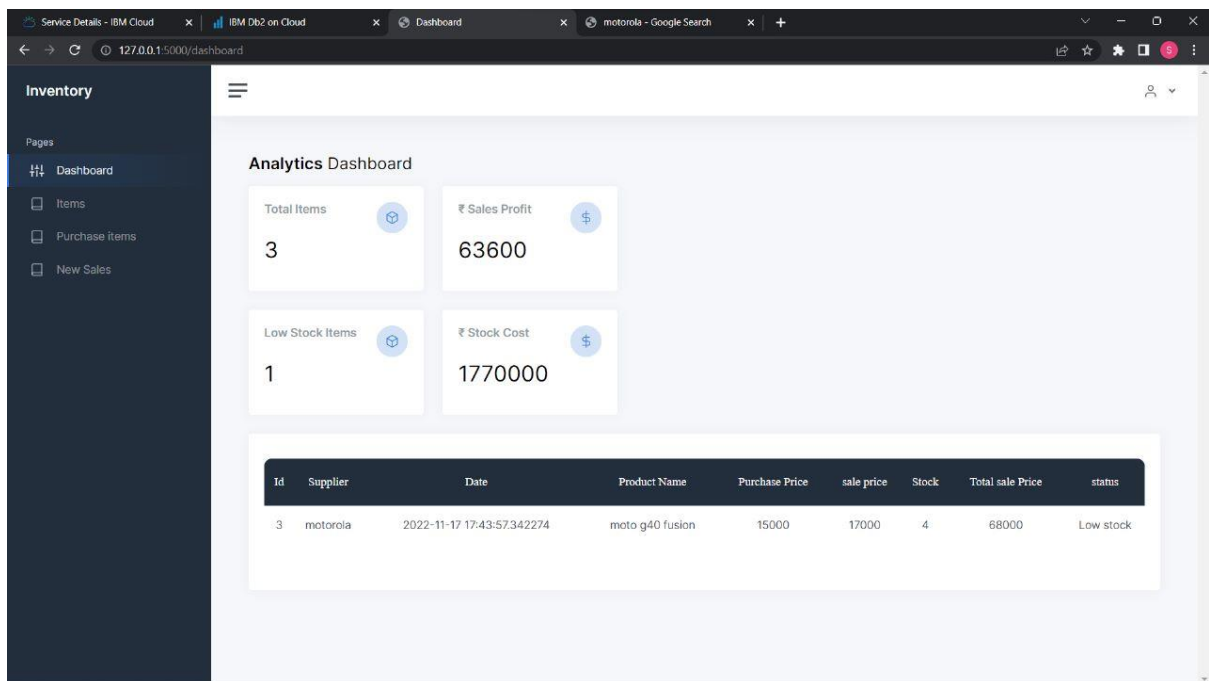 Service Details - IBM Cloud
IBM Db2 on Cloud
Dashboard
motorola - Google Search
127.0.0.1:5000/dashboard
S
Inventory
Pages
Dashboard
Items
Purchase items
New Sales
Analytics Dashboard
Total Items
3
₹ Sales Profit
$
63600
Low Stock Items
1
₹ Stock Cost
$
1770000
Id Supplier Date Product Name Purchase Price sale price Stock Total sale Price status
3 motorola 2022-11-17 17:43:57.342274 moto g40 fusion 15000 17000 4 68000 Low stock